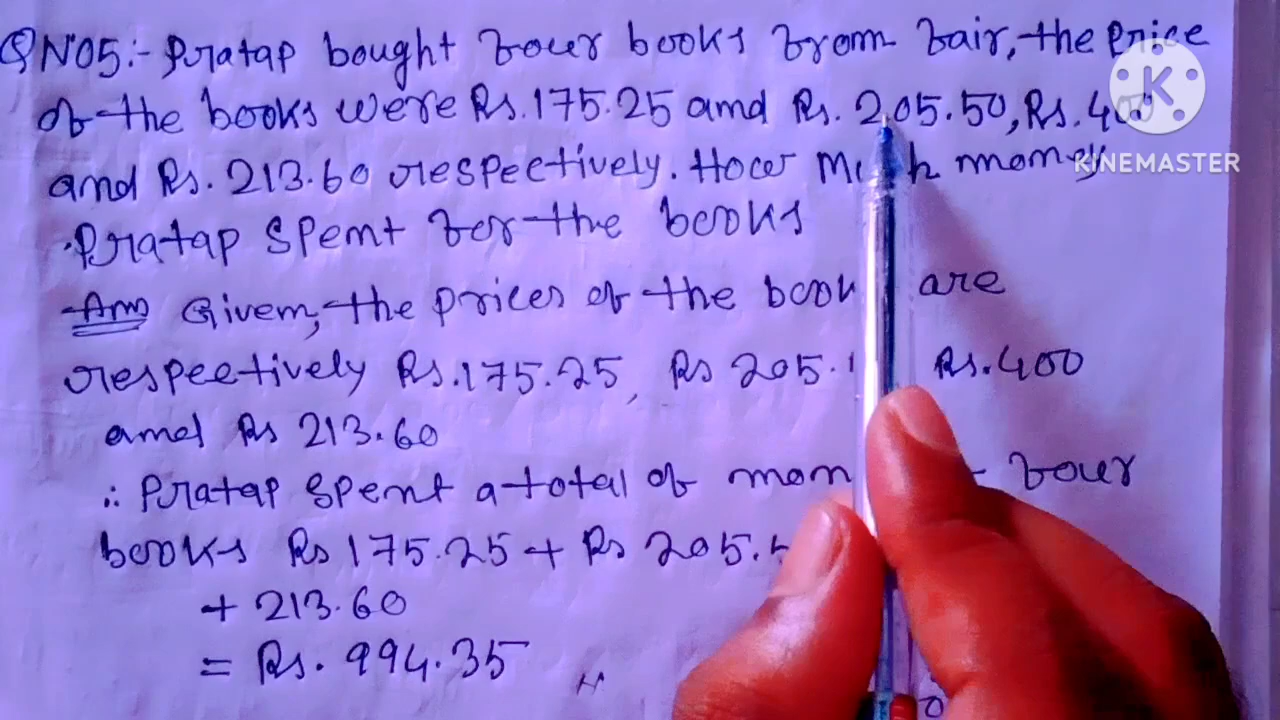 QNo5:- Pratap bought four books from fair, the price
of the books were Rs.175.25 and Rs. 205.50, Rs.400
and Rs. 213.60 respectively. How money
Pratap spent for the books
Ans Given, the prices of the are
respectively Rs.175.25, Rs Rs.400
and Rs 213.60
∴ Pratap spent a total of four
books Rs 175.25 + Rs
+ 213.60
= Rs. 994.35
K
KINEMASTER